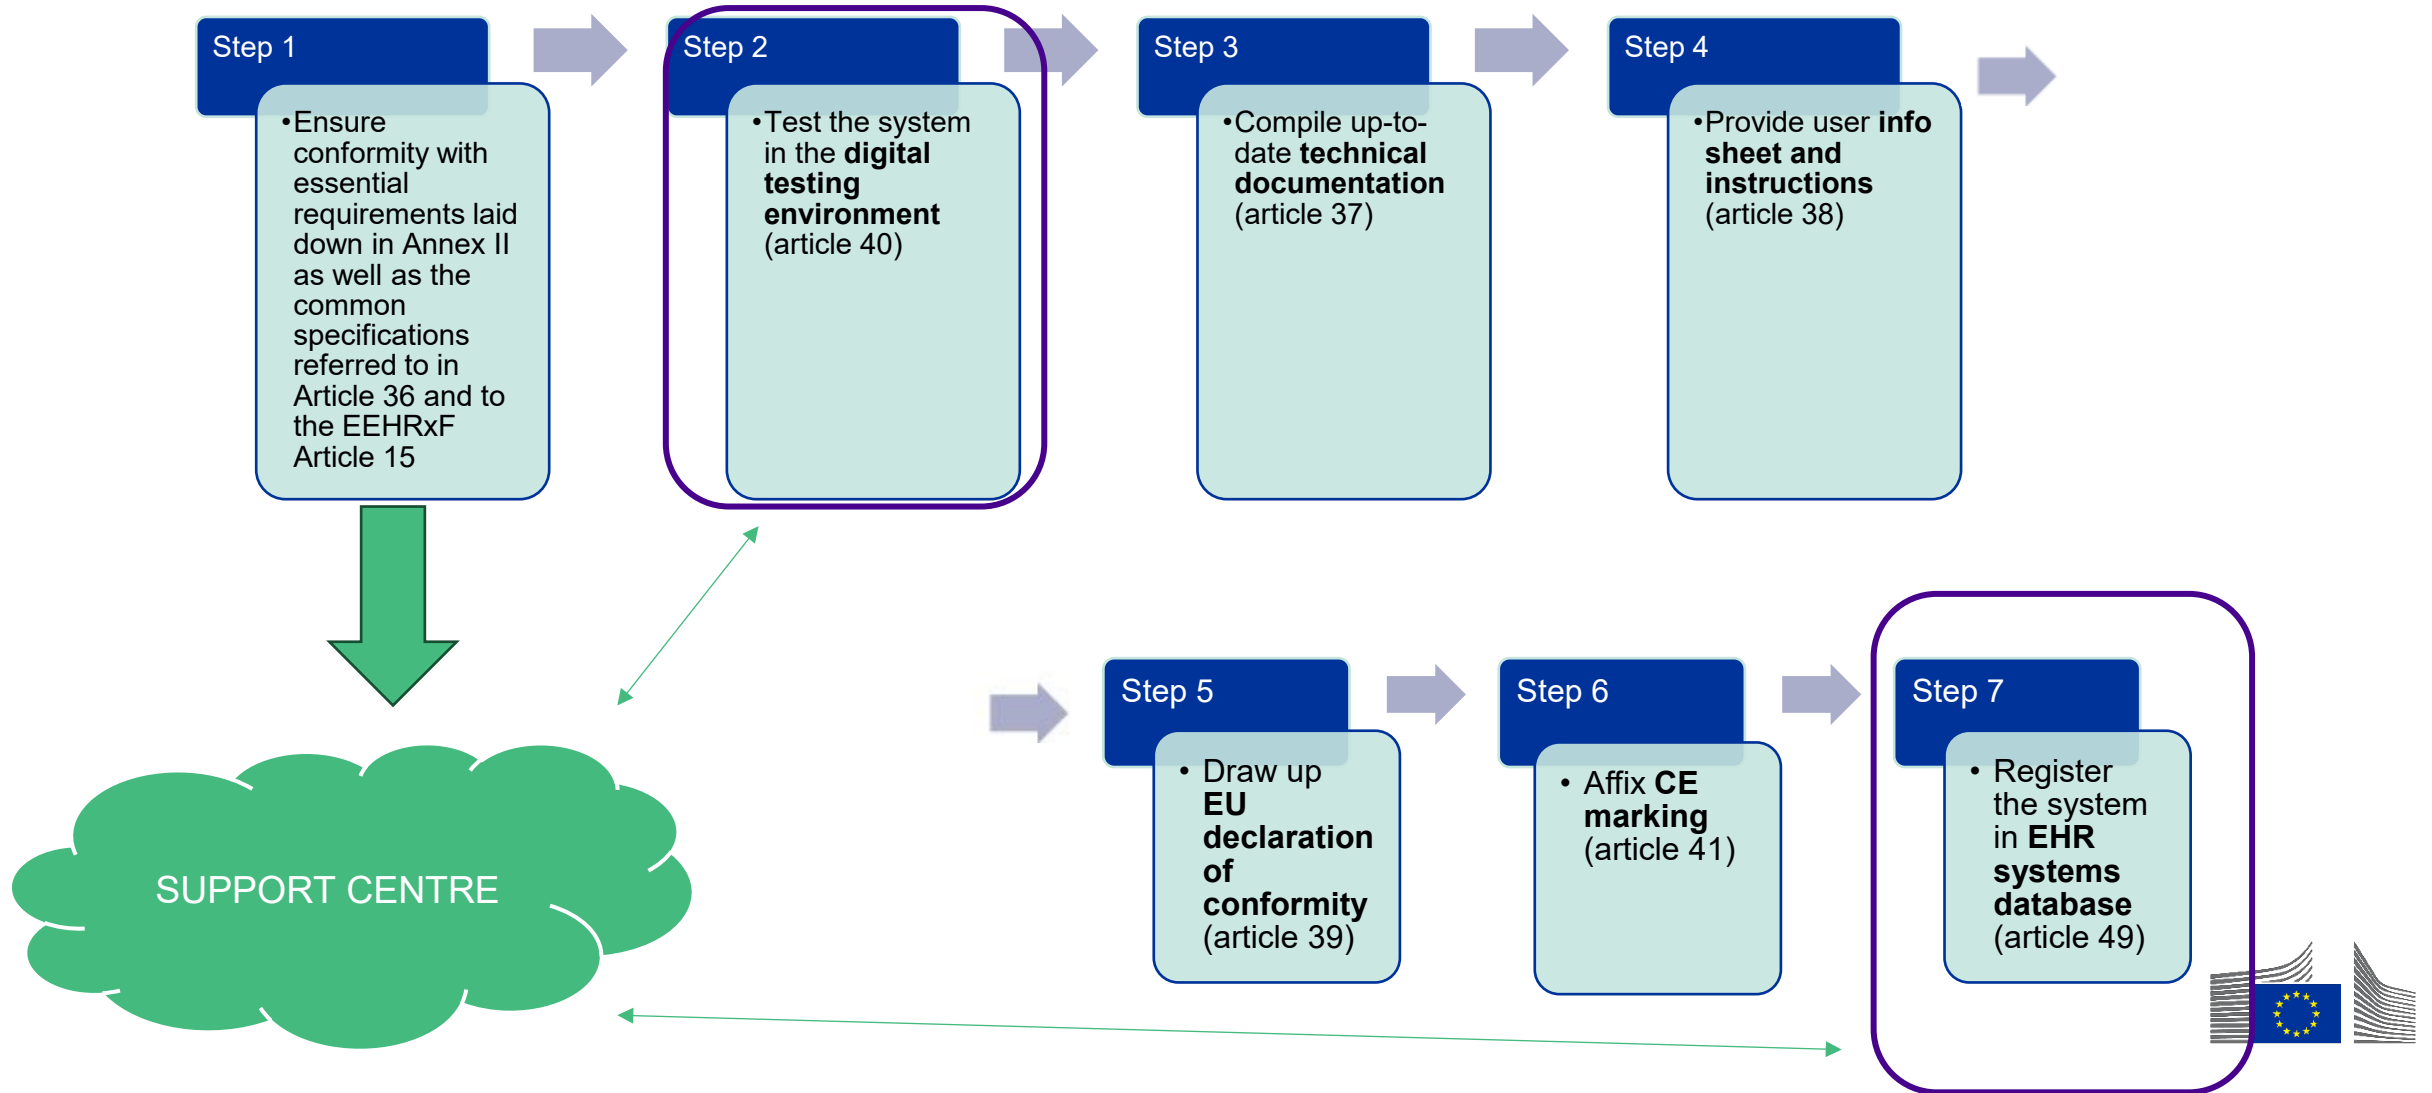 Step 1
•Ensure
conformity with
essential
requirements laid
down in Annex II
as well as the
common
specifications
referred to in
Article 36 and to
the EEHRxF
Article 15
Step 2
•Test the system
in the digital
testing
environment
(article 40)
Step 3
•Compile up-to-
date technical
documentation
(article 37)
Step 4
•Provide user info
sheet and
instructions
(article 38)
Step 5
• Draw up
EU
declaration
of
conformity
(article 39)
Step 6
• Affix CE
marking
(article 41)
Step 7
• Register
the system
in EHR
systems
database
(article 49)
SUPPORT CENTRE